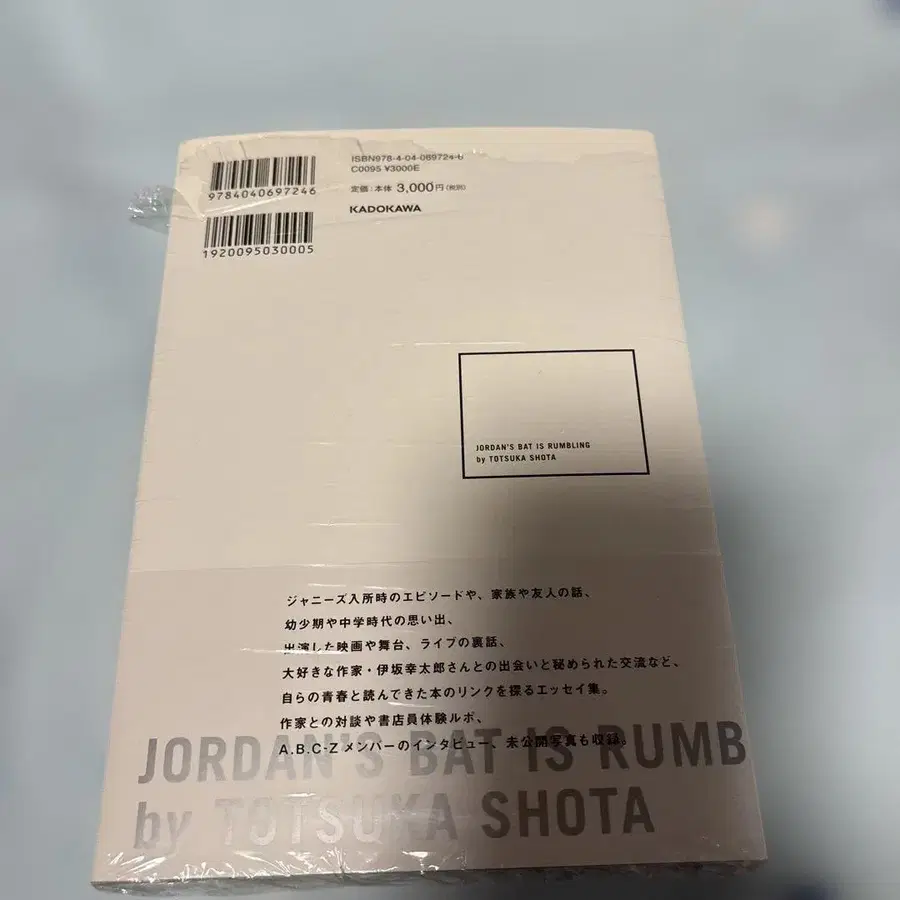 ISBN978-4-04-069724-6
C0095 ¥3000E
定価：本体 3,000円(税別)
KADOKAWA
9784040697246
1920095030005
JORDAN'S BAT IS RUMBLING
by TOTSUKA SHOTA
ジャニーズ入所時のエピソードや、家族や友人の話、
幼少期や中学時代の思い出、
出演した映画や舞台、ライブの裏話、
大好きな作家・伊坂幸太郎さんとの出会いと秘められた交流など、
自らの青春と読んできた本のリンクを探るエッセイ集。
作家との対談や書店員体験ルポ、
A.B.C-Zメンバーのインタビュー、未公開写真も収録。
JORDAN'S BAT IS RUMB
by TOTSUKA SHOTA